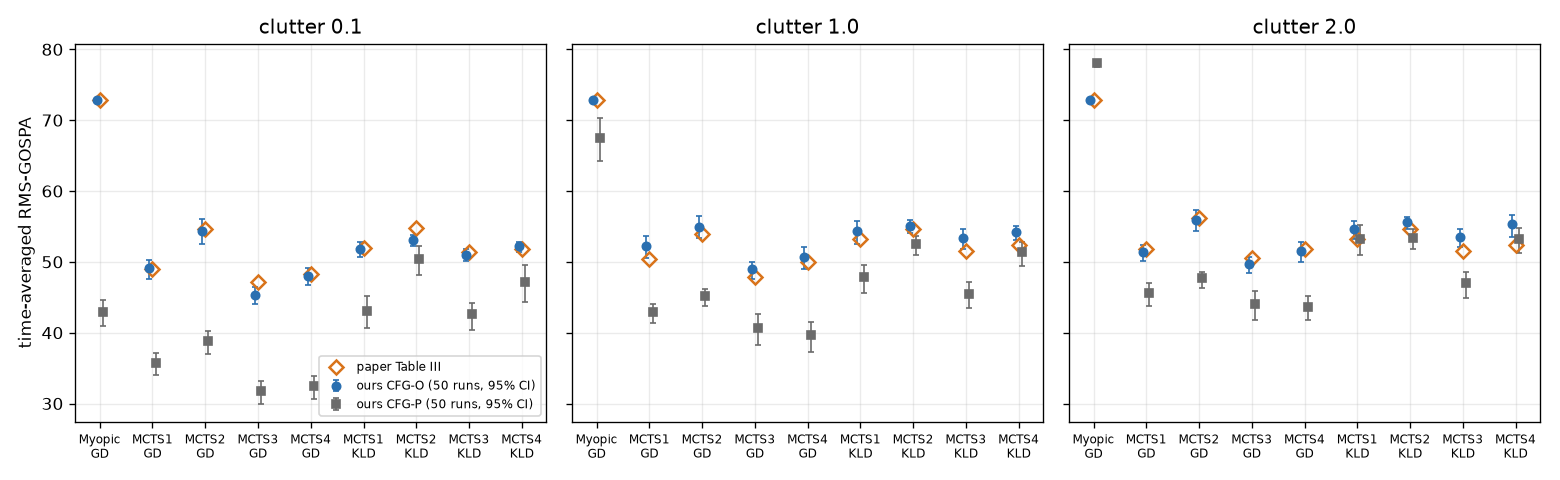 clutter 0.1
clutter 1.0
clutter 2.0
time-averaged RMS-GOSPA
80
70
60
50
40
30
paper Table III
ours CFG-O (50 runs, 95% CI)
ours CFG-P (50 runs, 95% CI)
Myopic GD
MCTS1 GD
MCTS2 GD
MCTS3 GD
MCTS4 GD
MCTS1 KLD
MCTS2 KLD
MCTS3 KLD
MCTS4 KLD
Myopic GD
MCTS1 GD
MCTS2 GD
MCTS3 GD
MCTS4 GD
MCTS1 KLD
MCTS2 KLD
MCTS3 KLD
MCTS4 KLD
Myopic GD
MCTS1 GD
MCTS2 GD
MCTS3 GD
MCTS4 GD
MCTS1 KLD
MCTS2 KLD
MCTS3 KLD
MCTS4 KLD